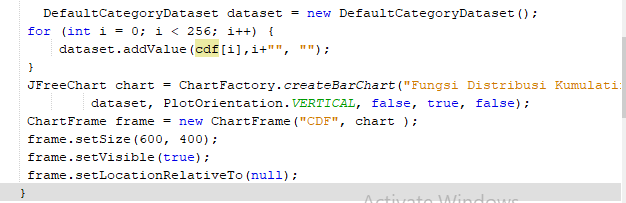 DefaultCategoryDataset dataset = new DefaultCategoryDataset();
for (int i = 0; i < 256; i++) {
dataset.addValue(cdf[i],i+"", "");
}
JFreeChart chart = ChartFactory.createBarChart("Fungsi Distribusi
dataset, PlotOrientation.VERTICAL, false, true, false);
ChartFrame frame = new ChartFrame("CDF", chart );
frame.setSize(600, 400);
frame.setVisible(true);
frame.setLocationRelativeTo(null);
}
Activate Windows